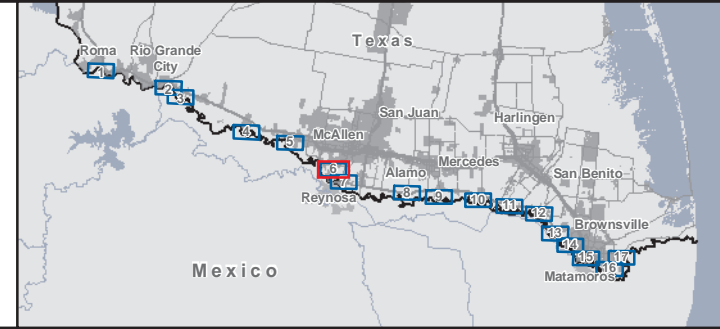 Texas
Roma
Rio Grande
City
1
2
3
4
5
McAllen
San Juan
Harlingen
6
7
Reynosa
Alamo
Mercedes
San Benito
8
9
10
11
12
Brownsville
13
14
15
16
17
Matamoros
Mexico